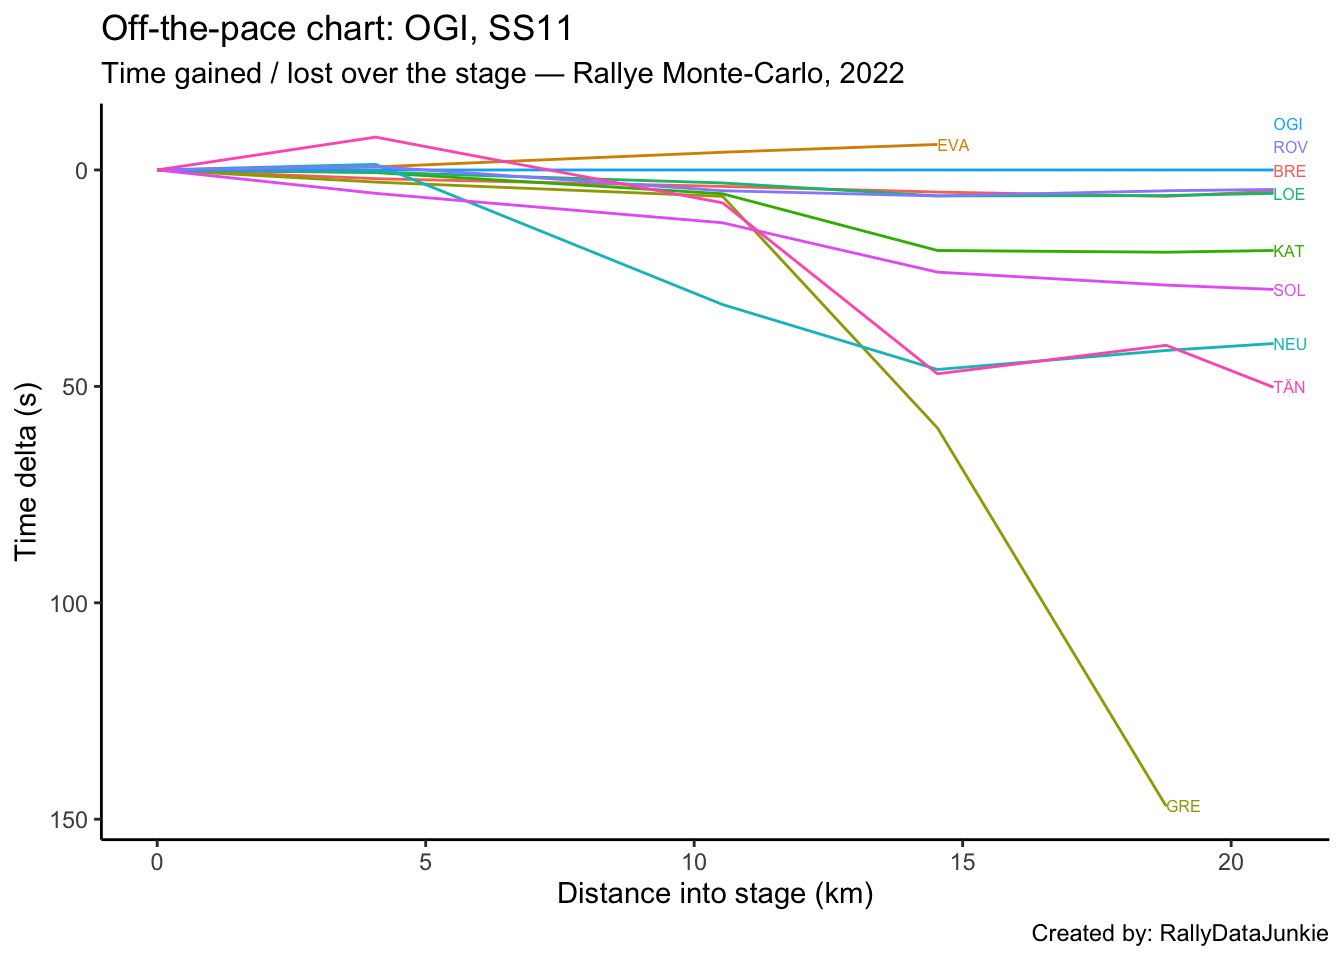 Off-the-pace chart: OGI, SS11
Time gained / lost over the stage — Rallye Monte-Carlo, 2022
OGI
EVA
ROV
0
BRE
LOE
KAT
SOL
NEU
50
TÄN
Time delta (s)
100
GRE
150
0 5 10 15 20
Distance into stage (km)
Created by: RallyDataJunkie